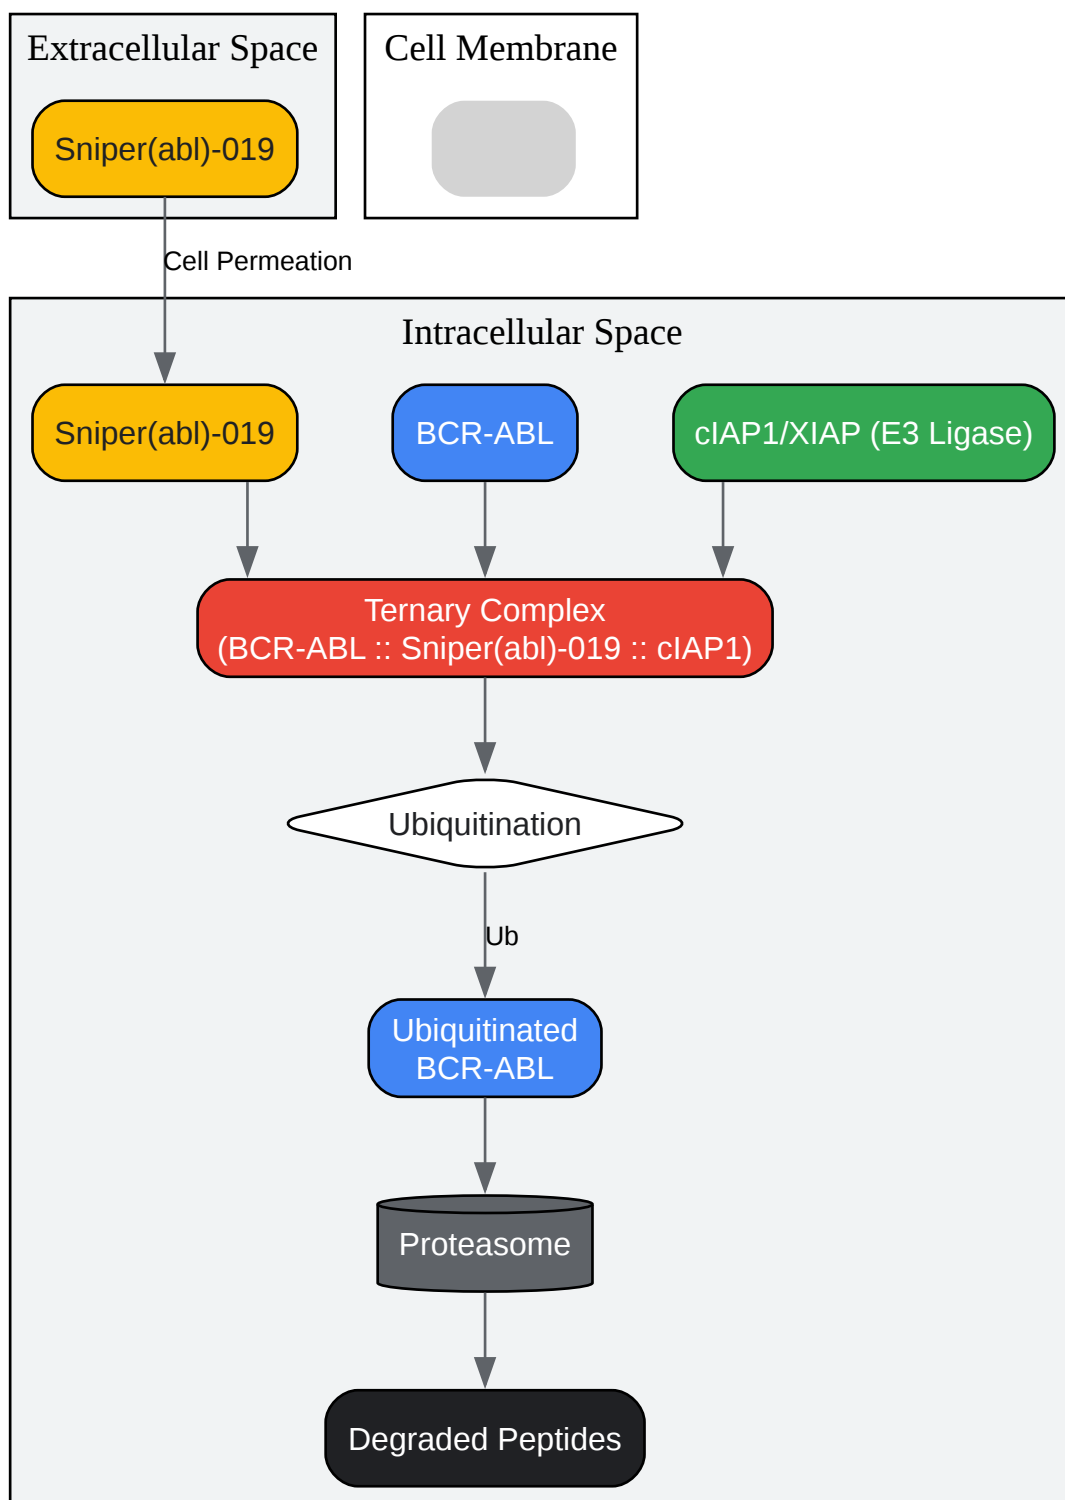 Extracellular Space
Cell Membrane
Sniper(abl)-019
Cell Permeation
Intracellular Space
Sniper(abl)-019
BCR-ABL
cIAP1/XIAP (E3 Ligase)
Ternary Complex
(BCR-ABL :: Sniper(abl)-019 :: cIAP1)
Ubiquitination
Ub
Ubiquitinated
BCR-ABL
Proteasome
Degraded Peptides